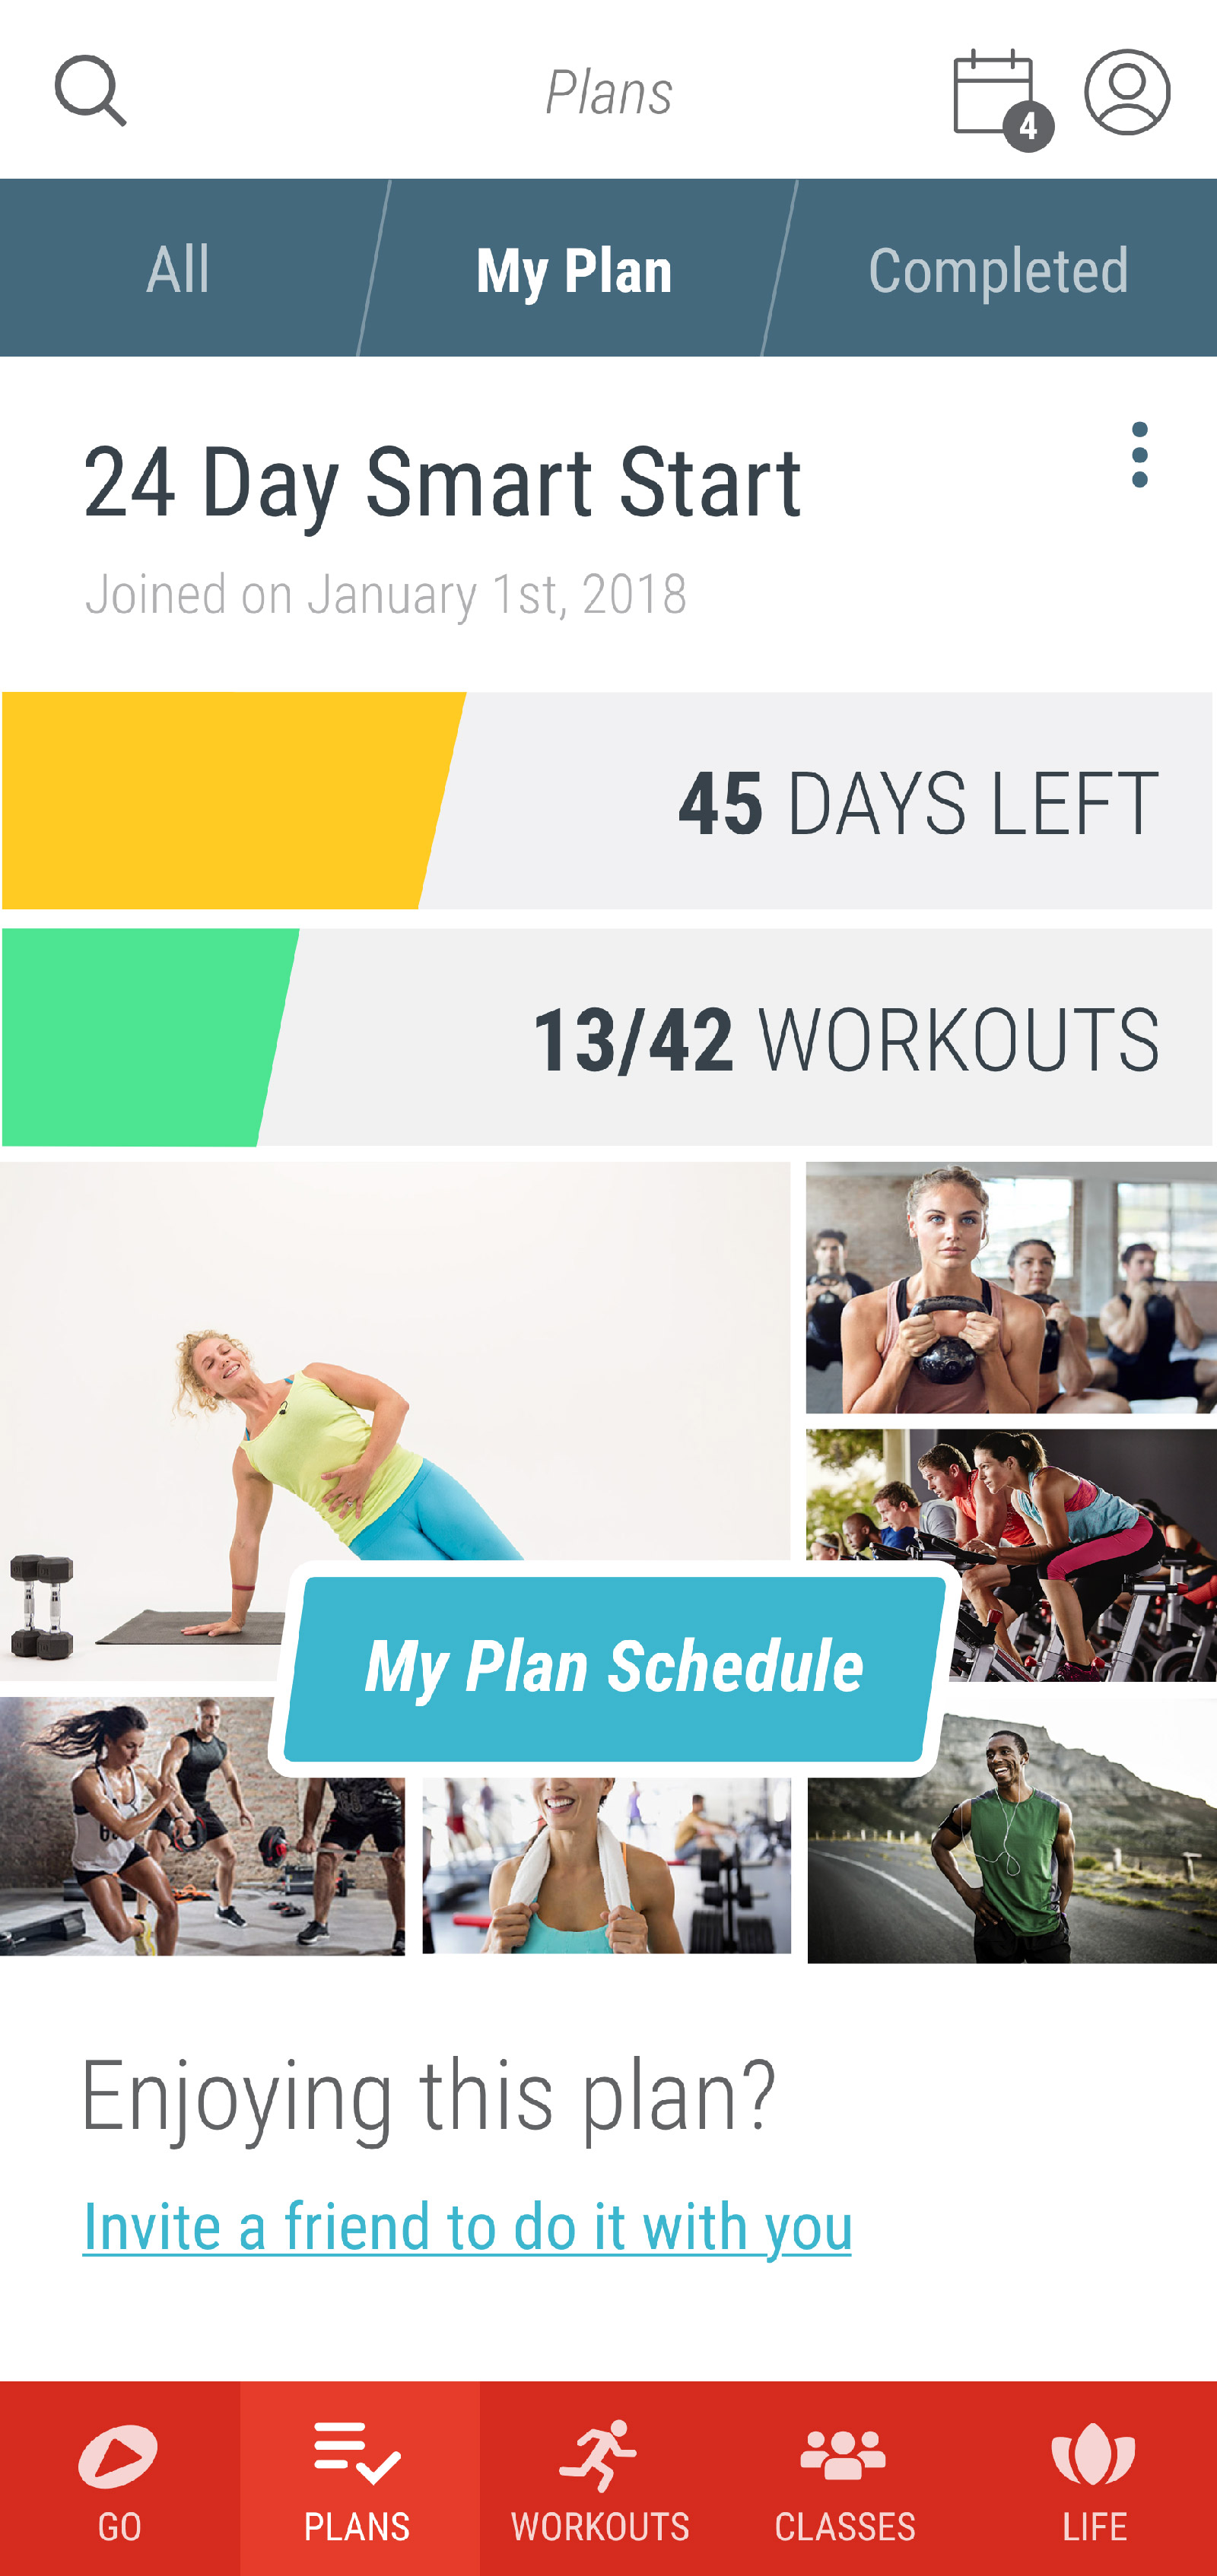 Plans
4
All
My Plan
Completed
24 Day Smart Start
Joined on January 1st, 2018
45 DAYS LEFT
13/42 WORKOUTS
My Plan Schedule
Enjoying this plan?
Invite a friend to do it with you
GO
PLANS
WORKOUTS
CLASSES
LIFE